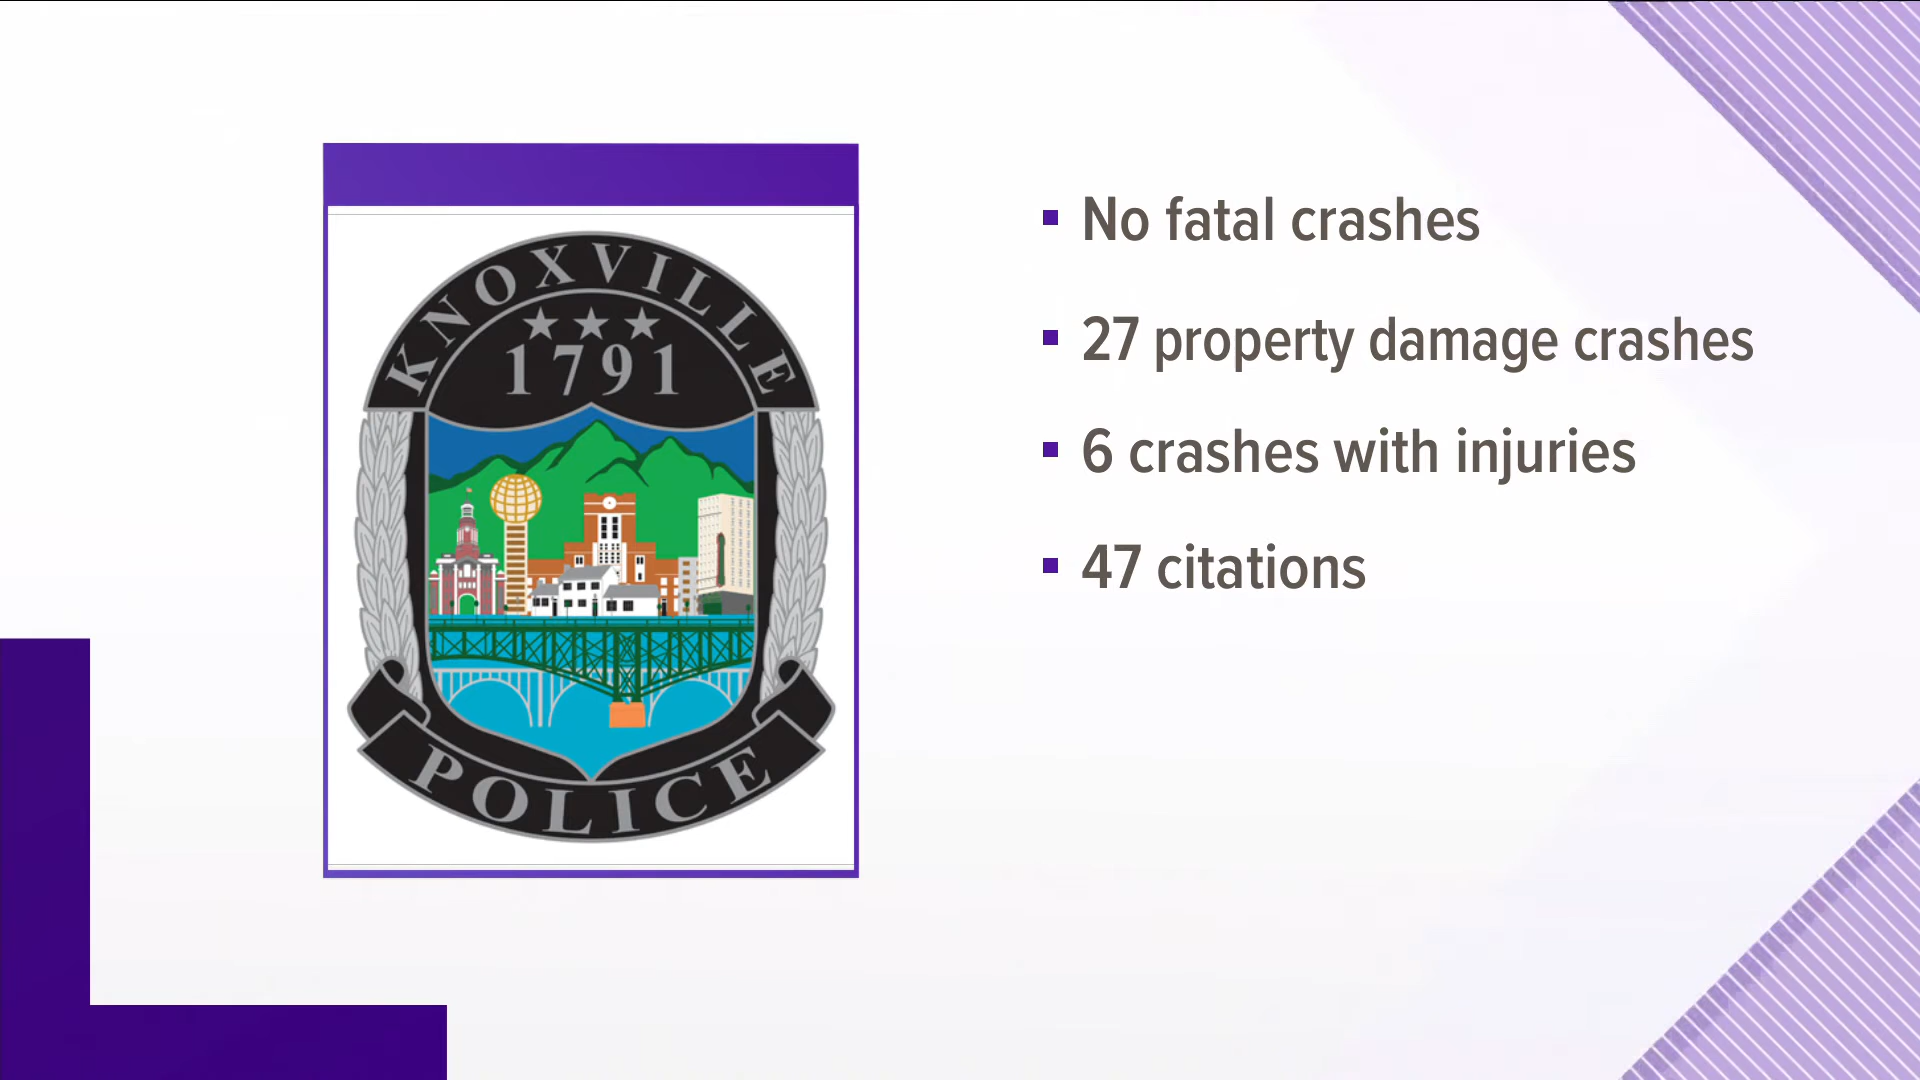 KNOXVILLE
1791
POLICE
No fatal crashes
27 property damage crashes
6 crashes with injuries
47 citations